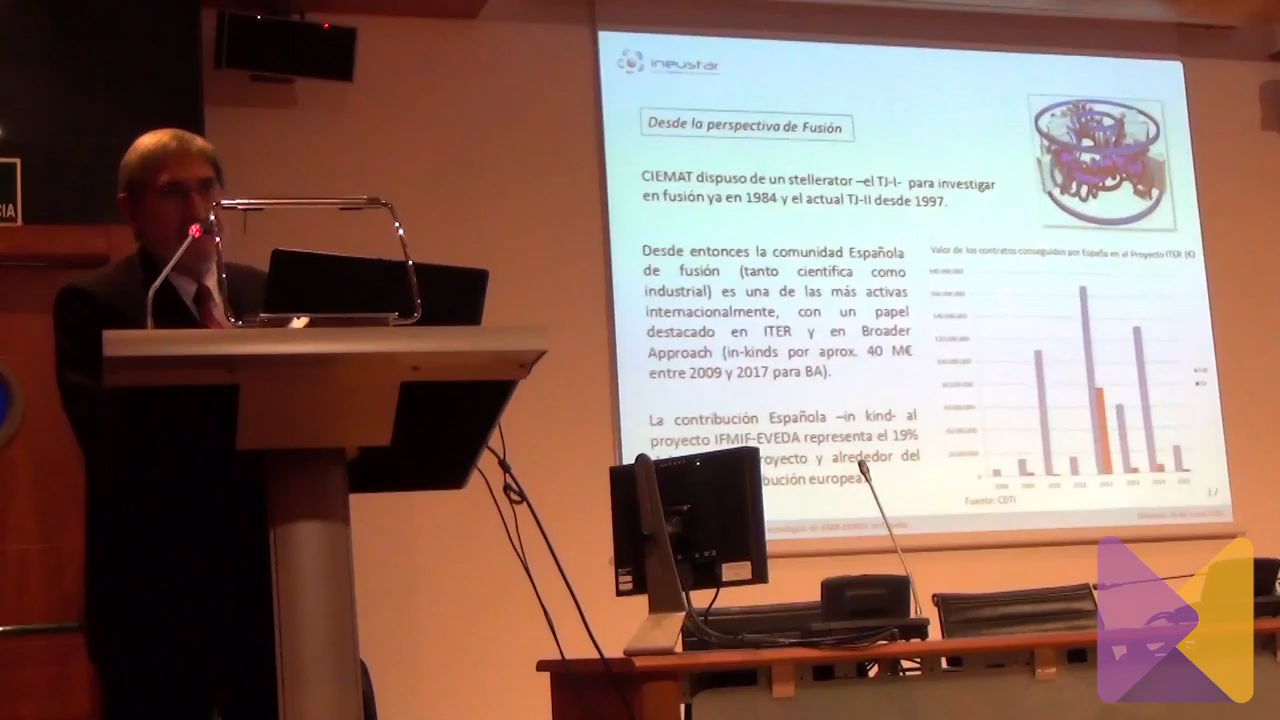 CIA
ineustar
Desde la perspectiva de Fusión
CIEMAT dispuso de un stellerator –el TJ-I- para investigar
en fusión ya en 1984 y el actual TJ-II desde 1997.
Desde entonces la comunidad Española
de fusión (tanto científica como
industrial) es una de las más activas
internacionalmente, con un papel
destacado en ITER y en Broader
Approach (in-kinds por aprox. 40 M€
entre 2009 y 2017 para BA).
La contribución Española –in kind- al
proyecto IFMIF-EVEDA representa el 19%
royecto y alrededor del
bución europea.
Valor de los contratos conseguidos por España en el Proyecto ITER (€)
Fuente: CDTI